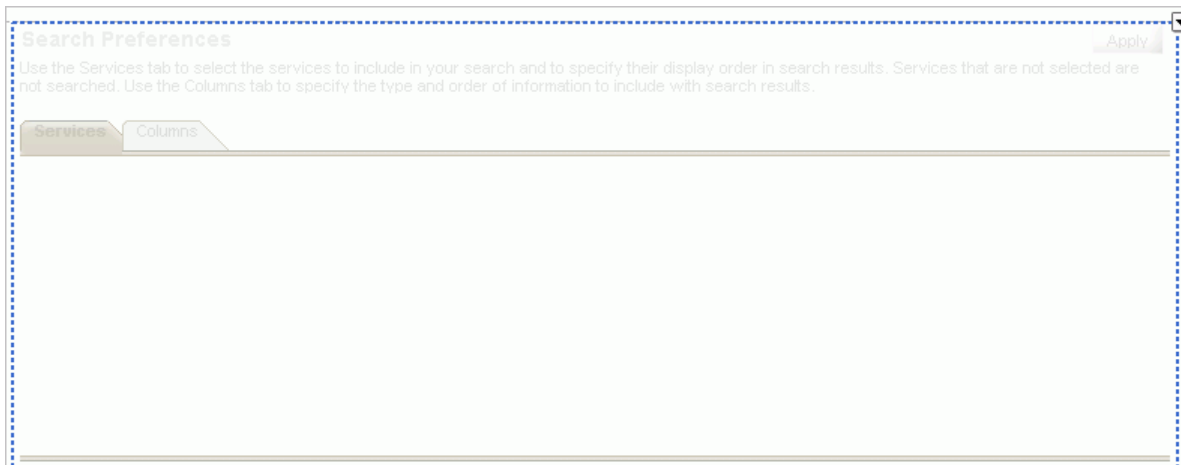 Search Preferences
Apply
Use the Services tab to select the services to include in your search and to specify their display order in search results. Services that are not selected are
not searched. Use the Columns tab to specify the type and order of information to include with search results.
Services Columns